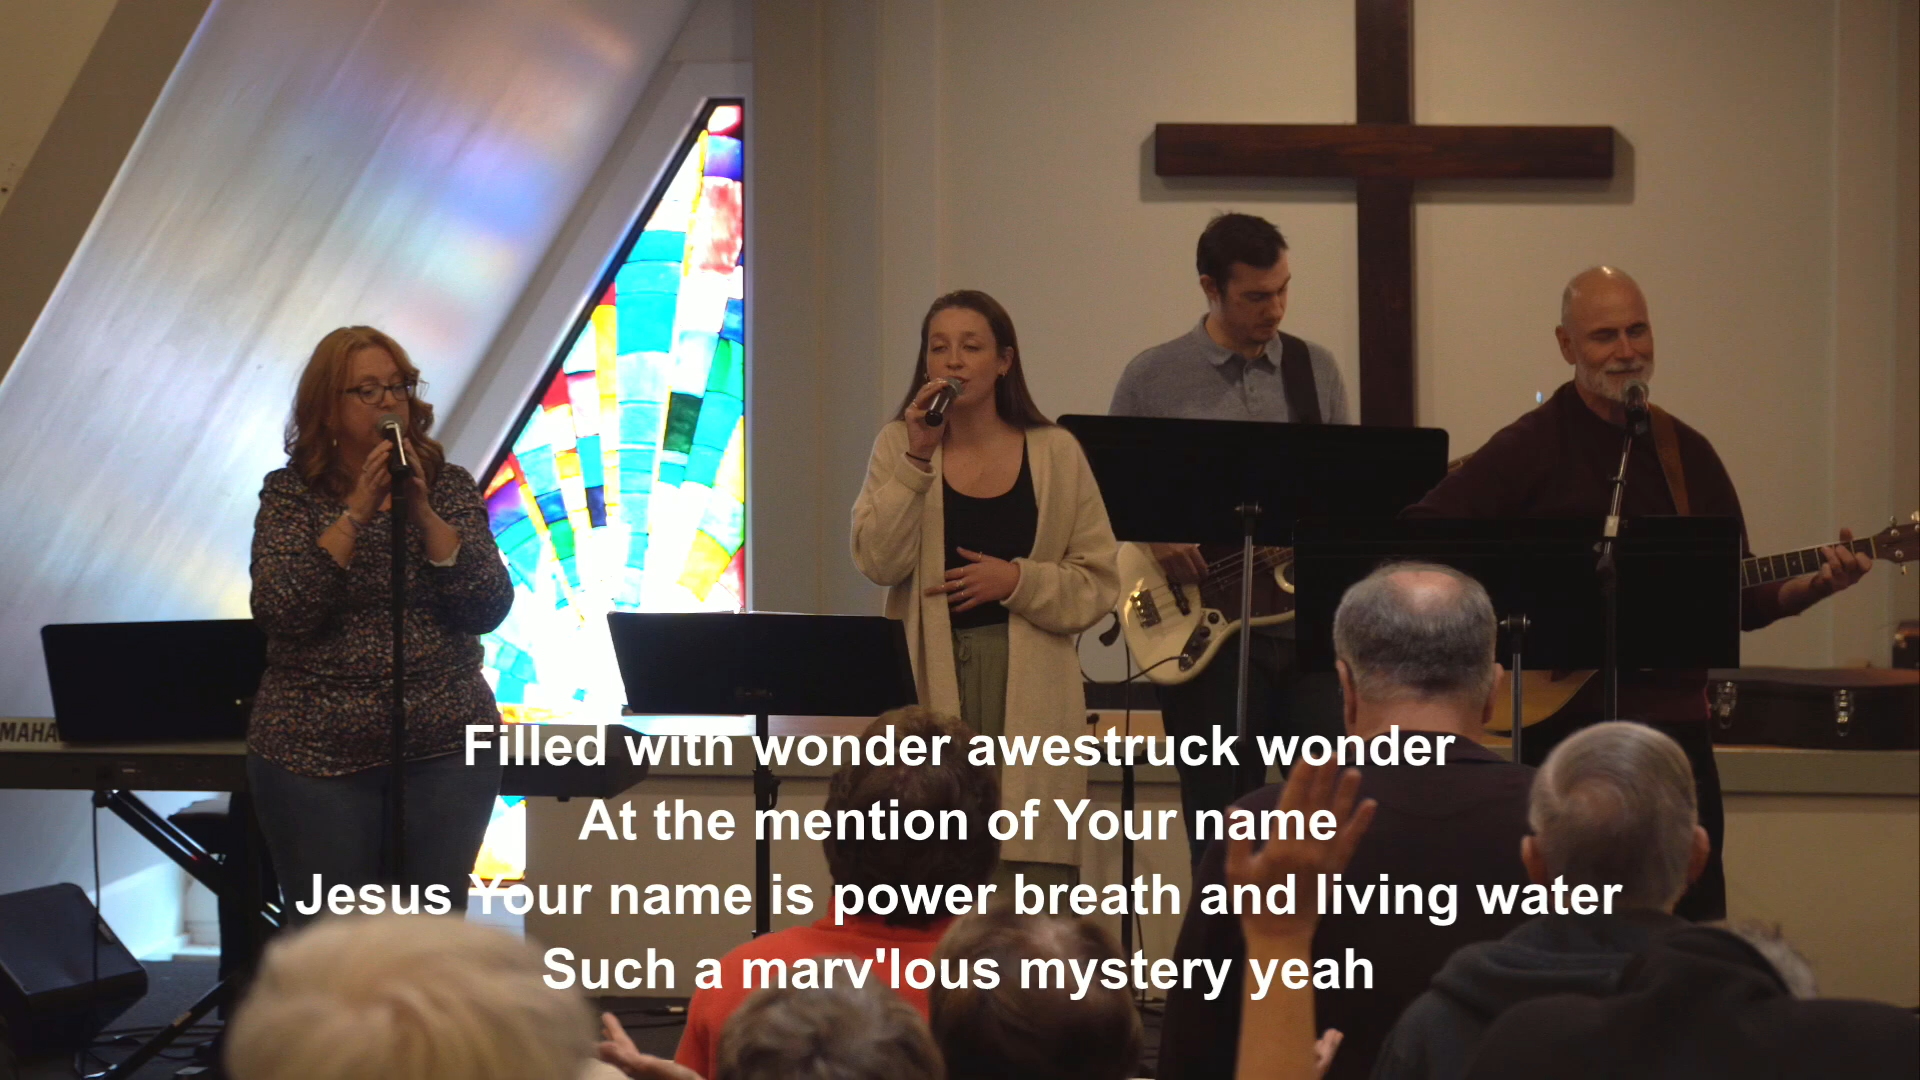 MAHA
Filled with wonder awestruck wonder
At the mention of Your name
Jesus Your name is power breath and living water
Such a marv'lous mystery yeah